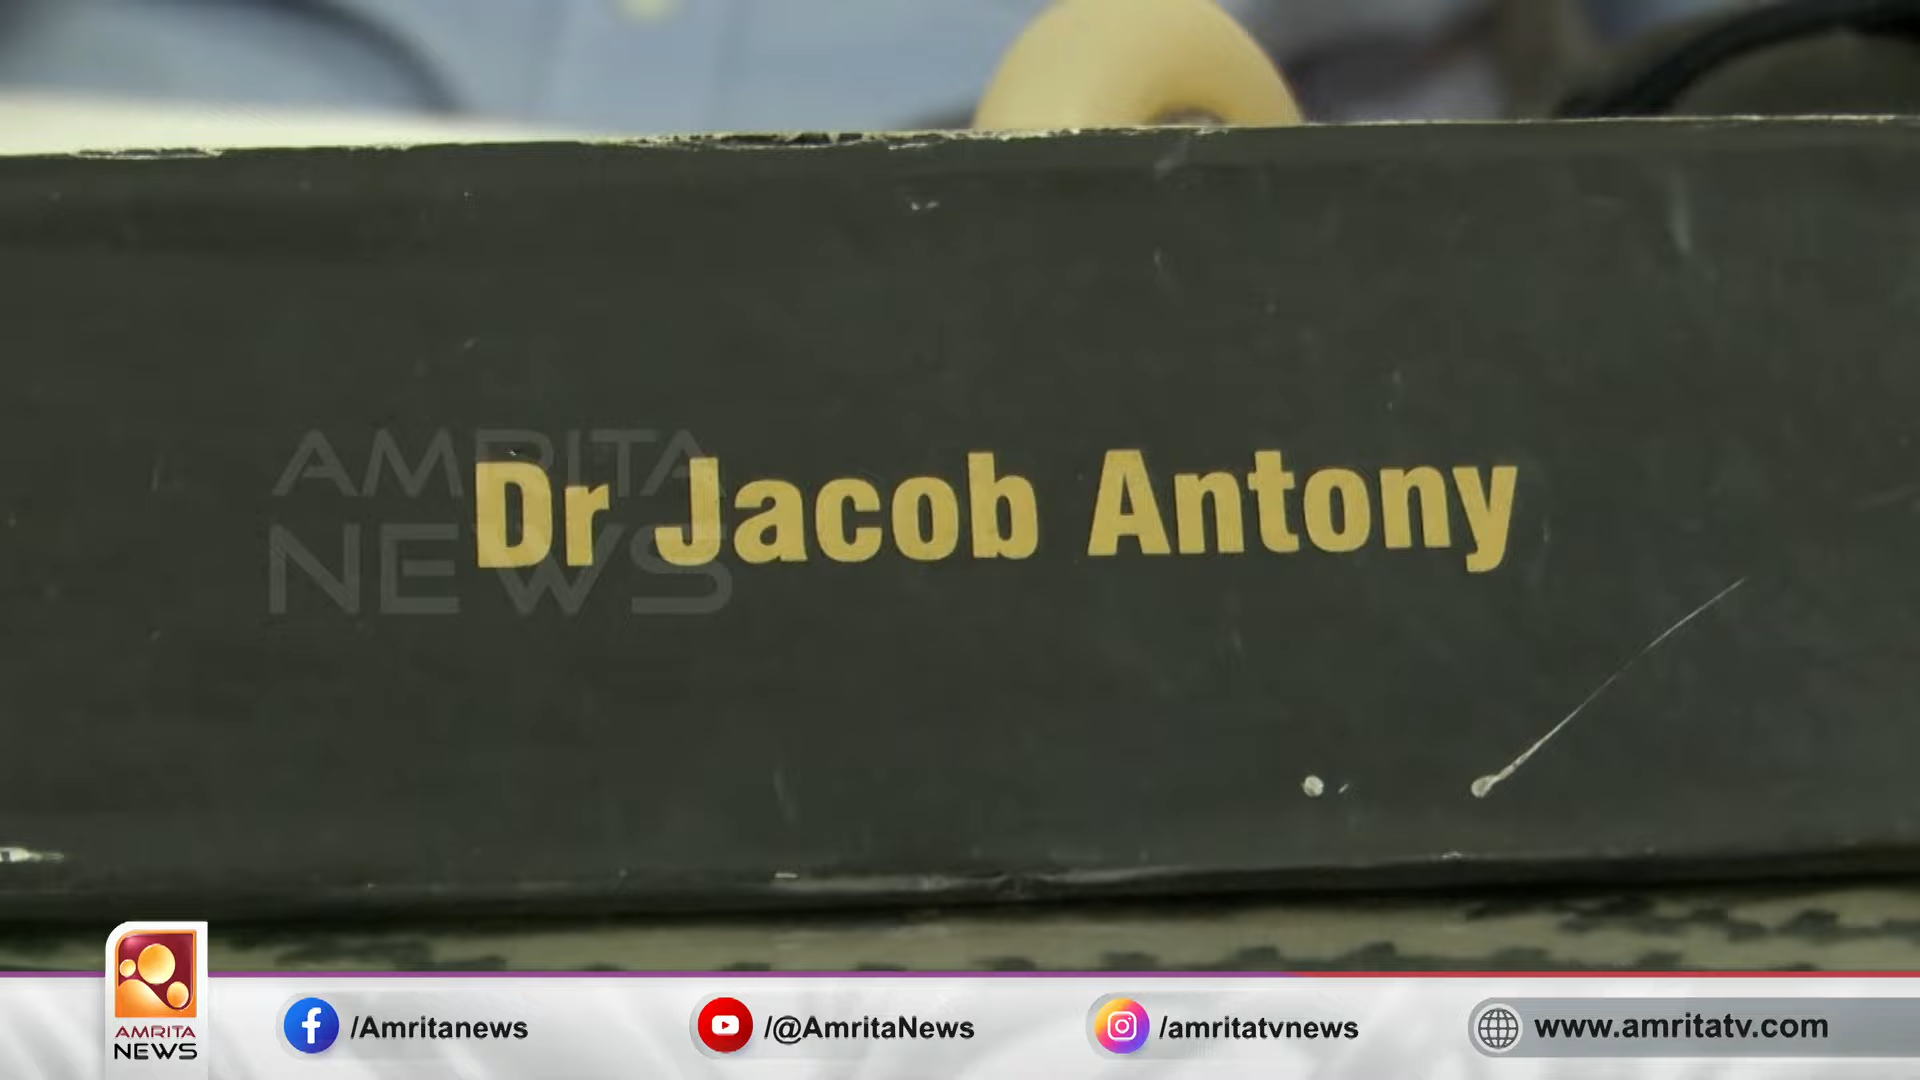 AMRITA
NEWS
Dr Jacob Antony
AMRITA
NEWS
/Amritanews
/@AmritaNews
/amritatvnews
www.amritatv.com